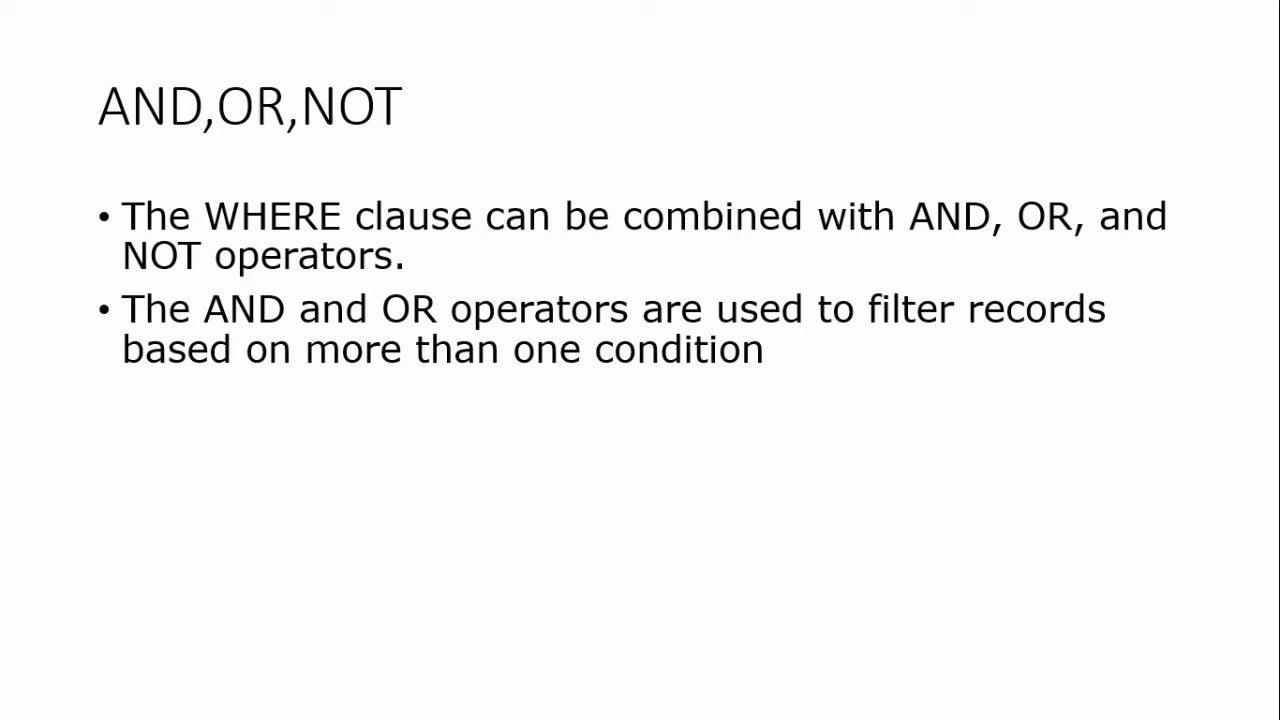 AND,OR,NOT
• The WHERE clause can be combined with AND, OR, and
NOT operators.
• The AND and OR operators are used to filter records
based on more than one condition